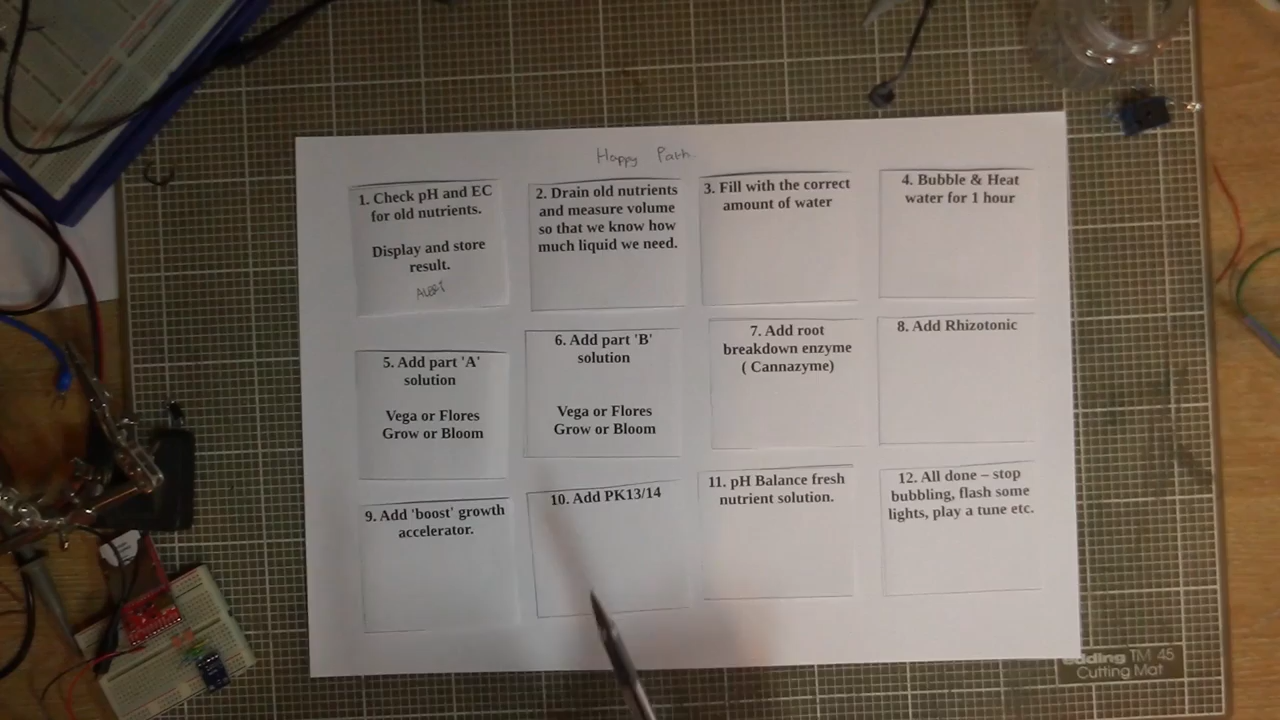 Happy Path
1. Check pH and EC
for old nutrients.
Display and store
result.
Alert
2. Drain old nutrients
and measure volume
so that we know how
much liquid we need.
3. Fill with the correct
amount of water
4. Bubble & Heat
water for 1 hour
5. Add part 'A'
solution
Vega or Flores
Grow or Bloom
6. Add part 'B'
solution
Vega or Flores
Grow or Bloom
7. Add root
breakdown enzyme
( Cannazyme)
8. Add Rhizotonic
9. Add 'boost' growth
accelerator.
10. Add PK13/14
11. pH Balance fresh
nutrient solution.
12. All done – stop
bubbling, flash some
lights, play a tune etc.
edding TM 45
Cutting Mat